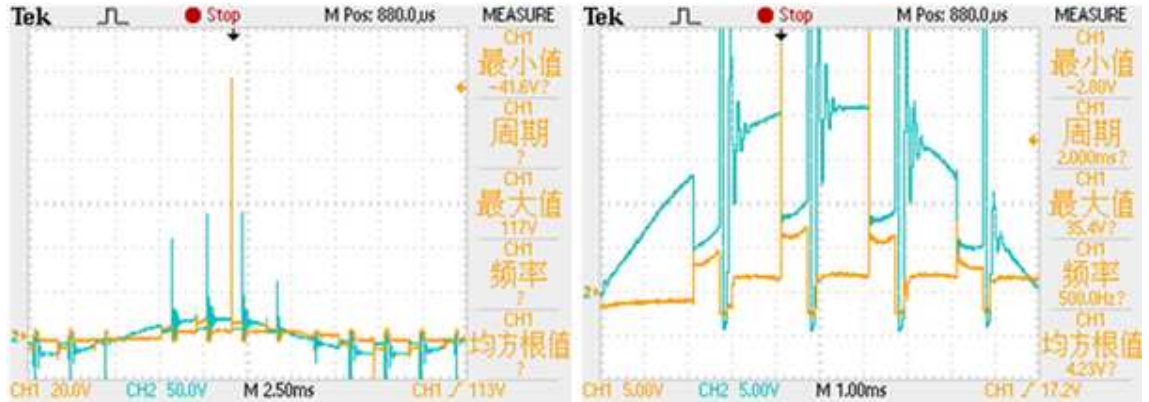 Tek Stop M Pos: 880.0us MEASURE
CH1
最小值
-41.6V?
CH1
周期
?
CH1
最大值
117V
CH1
频率
?
CH1
均方根值
?
2
CH1 20.0V CH2 50.0V M 2.50ms CH1 113V
Tek Stop M Pos: 880.0us MEASURE
CH1
最小值
-2.80V
CH1
周期
2.000ms?
CH1
最大值
35.4V?
CH1
频率
500.0Hz?
CH1
均方根值
4.23V?
2
CH1 5.00V CH2 5.00V M 1.00ms CH1 17.2V